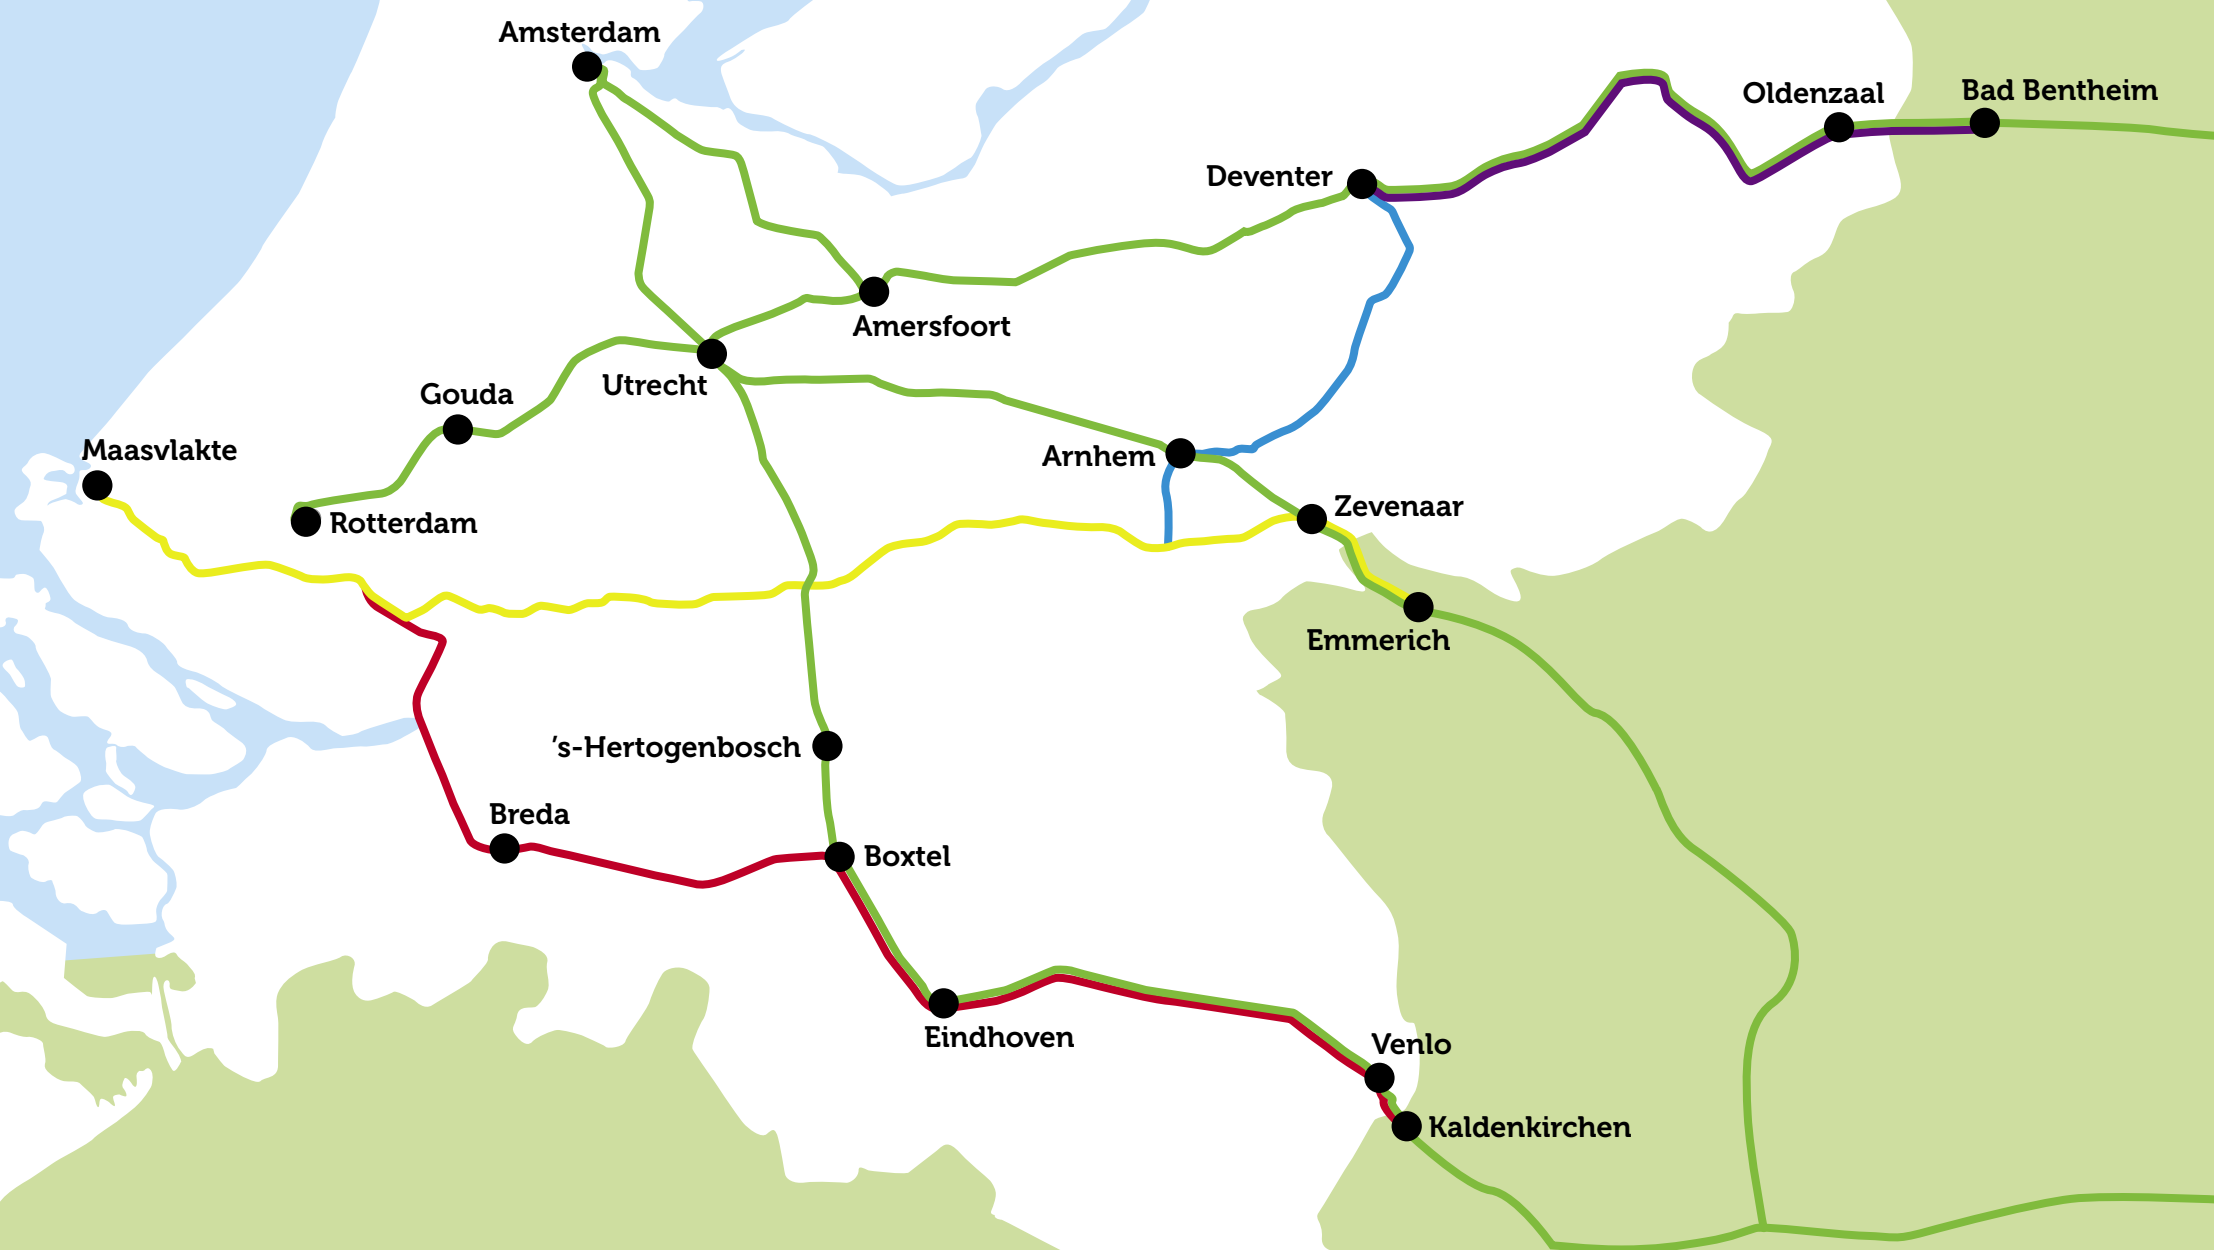 Amsterdam
Oldenzaal
Bad Bentheim
Deventer
Amersfoort
Utrecht
Gouda
Maasvlakte
Arnhem
Zevenaar
Rotterdam
Emmerich
's-Hertogenbosch
Breda
Boxtel
Eindhoven
Venlo
Kaldenkirchen